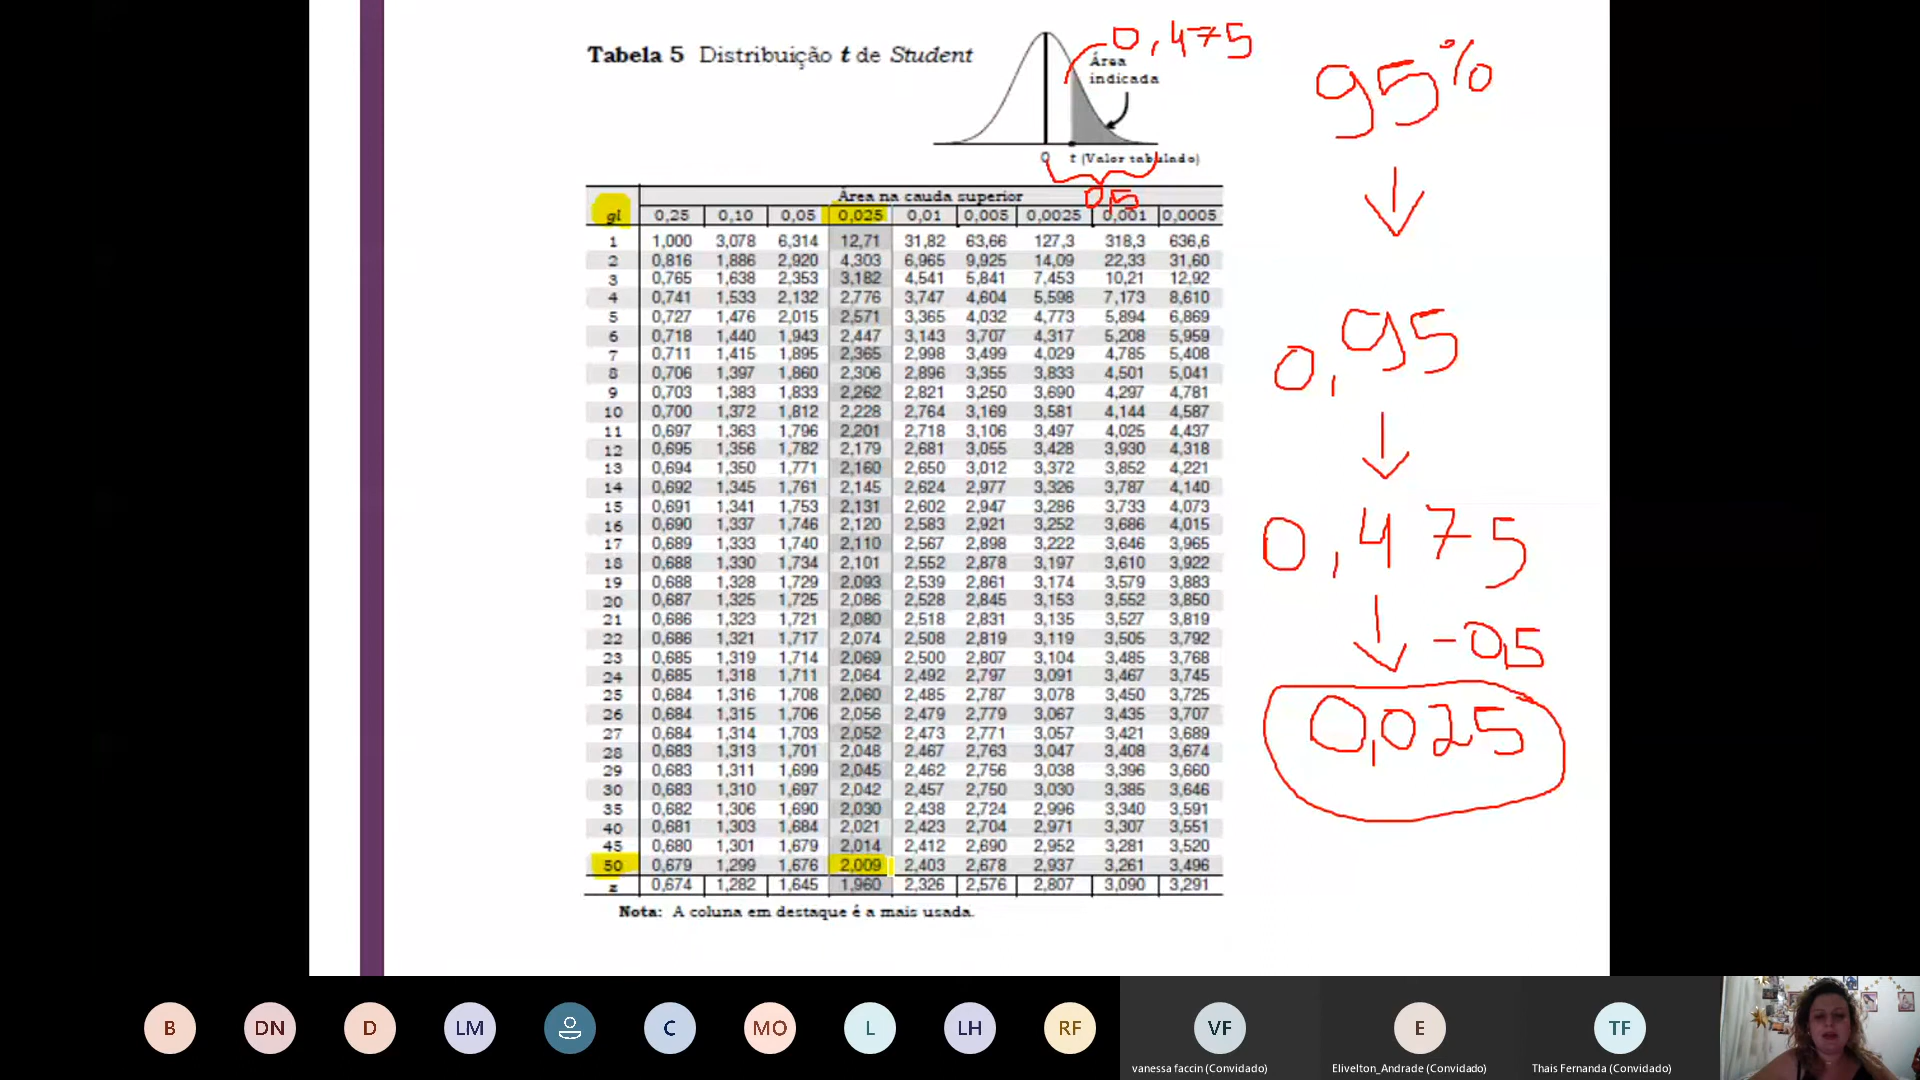 Tabela 5 Distribuição t de Student
0,475
Área
indicada
0 t (Valor tabulado)
0,5
Área na cauda superior
gl 0,25 0,10 0,05 0,025 0,01 0,005 0,0025 0,001 0,0005
1 1,000 3,078 6,314 12,71 31,82 63,66 127,3 318,3 636,6
2 0,816 1,886 2,920 4,303 6,965 9,925 14,09 22,33 31,60
3 0,765 1,638 2,353 3,182 4,541 5,841 7,453 10,21 12,92
4 0,741 1,533 2,132 2,776 3,747 4,604 5,598 7,173 8,610
5 0,727 1,476 2,015 2,571 3,365 4,032 4,773 5,894 6,869
6 0,718 1,440 1,943 2,447 3,143 3,707 4,317 5,208 5,959
7 0,711 1,415 1,895 2,365 2,998 3,499 4,029 4,785 5,408
8 0,706 1,397 1,860 2,306 2,896 3,355 3,833 4,501 5,041
9 0,703 1,383 1,833 2,262 2,821 3,250 3,690 4,297 4,781
10 0,700 1,372 1,812 2,228 2,764 3,169 3,581 4,144 4,587
11 0,697 1,363 1,796 2,201 2,718 3,106 3,497 4,025 4,437
12 0,695 1,356 1,782 2,179 2,681 3,055 3,428 3,930 4,318
13 0,694 1,350 1,771 2,160 2,650 3,012 3,372 3,852 4,221
14 0,692 1,345 1,761 2,145 2,624 2,977 3,326 3,787 4,140
15 0,691 1,341 1,753 2,131 2,602 2,947 3,286 3,733 4,073
16 0,690 1,337 1,746 2,120 2,583 2,921 3,252 3,686 4,015
17 0,689 1,333 1,740 2,110 2,567 2,898 3,222 3,646 3,965
18 0,688 1,330 1,734 2,101 2,552 2,878 3,197 3,610 3,922
19 0,688 1,328 1,729 2,093 2,539 2,861 3,174 3,579 3,883
20 0,687 1,325 1,725 2,086 2,528 2,845 3,153 3,552 3,850
21 0,686 1,323 1,721 2,080 2,518 2,831 3,135 3,527 3,819
22 0,686 1,321 1,717 2,074 2,508 2,819 3,119 3,505 3,792
23 0,685 1,319 1,714 2,069 2,500 2,807 3,104 3,485 3,768
24 0,685 1,318 1,711 2,064 2,492 2,797 3,091 3,467 3,745
25 0,684 1,316 1,708 2,060 2,485 2,787 3,078 3,450 3,725
26 0,684 1,315 1,706 2,056 2,479 2,779 3,067 3,435 3,707
27 0,684 1,314 1,703 2,052 2,473 2,771 3,057 3,421 3,689
28 0,683 1,313 1,701 2,048 2,467 2,763 3,047 3,408 3,674
29 0,683 1,311 1,699 2,045 2,462 2,756 3,038 3,396 3,660
30 0,683 1,310 1,697 2,042 2,457 2,750 3,030 3,385 3,646
35 0,682 1,306 1,690 2,030 2,438 2,724 2,996 3,340 3,591
40 0,681 1,303 1,684 2,021 2,423 2,704 2,971 3,307 3,551
45 0,680 1,301 1,679 2,014 2,412 2,690 2,952 3,281 3,520
50 0,679 1,299 1,676 2,009 2,403 2,678 2,937 3,261 3,496
z 0,674 1,282 1,645 1,960 2,326 2,576 2,807 3,090 3,291
Nota: A coluna em destaque é a mais usada.
95%
0,95
0,475
-0,5
0,025
B DN D LM C MO L LH RF VF E TF
vanessa faccin (Convidado) Elivelton_Andrade (Convidado) Thais Fernanda (Convidado)